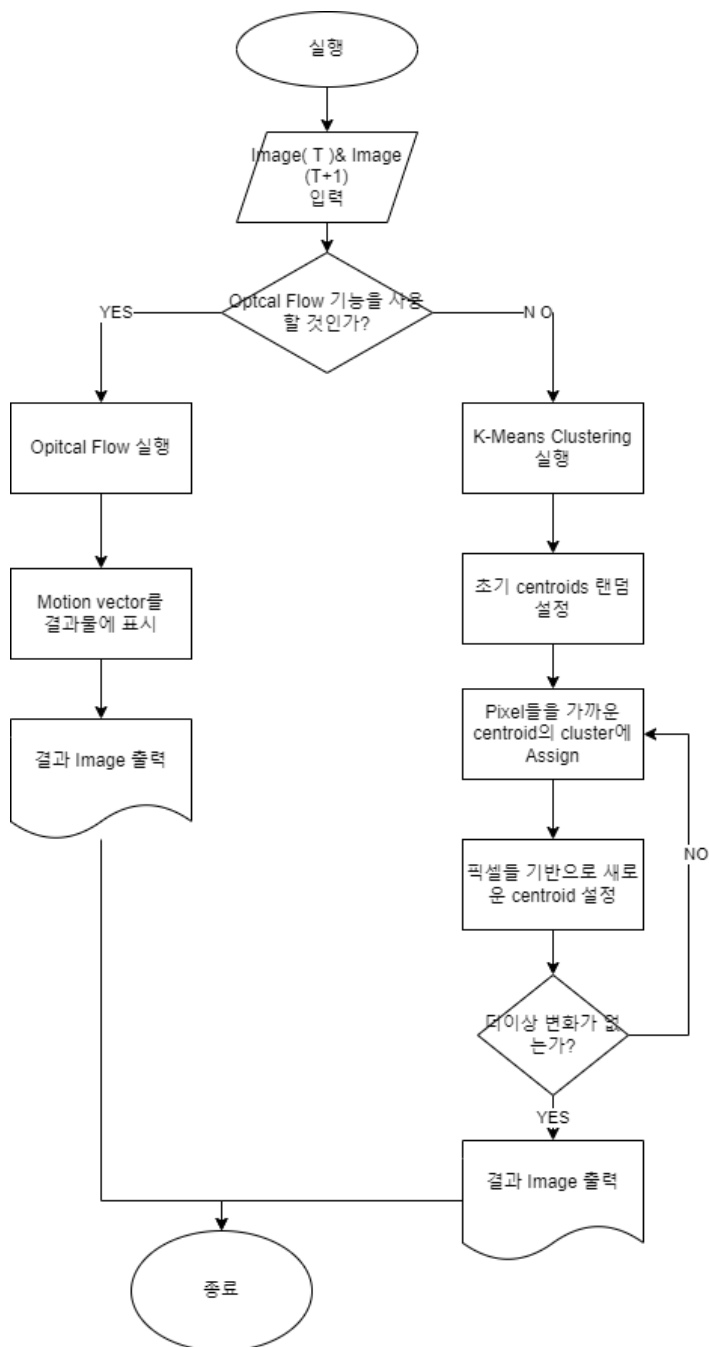 실행
Image( T )& Image
(T+1)
입력
Optcal Flow 기능을 사용
할 것인가?
YES
N O
Opitcal Flow 실행
K-Means Clustering
실행
Motion vector를
결과물에 표시
초기 centroids 랜덤
설정
결과 Image 출력
Pixel들을 가까운
centroid의 cluster에
Assign
NO
픽셀들 기반으로 새로
운 centroid 설정
더이상 변화가 없
는가?
YES
결과 Image 출력
종료